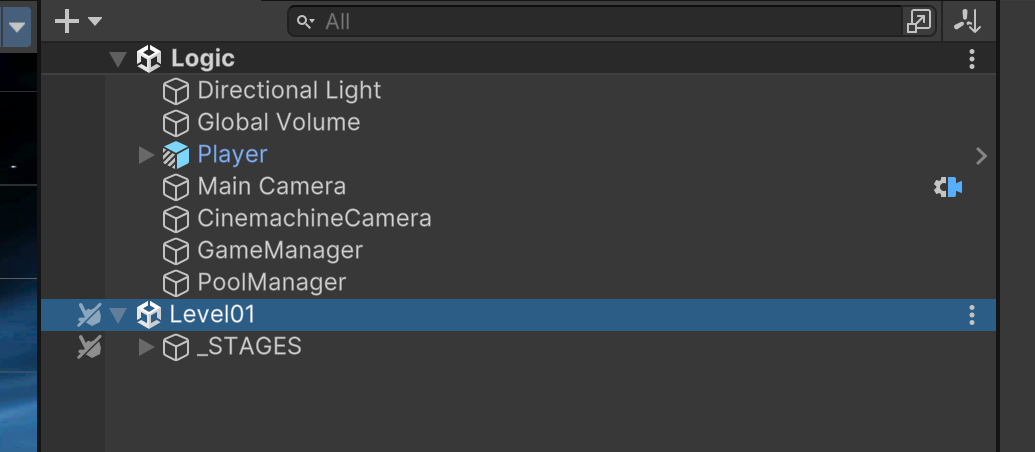 All
Logic
Directional Light
Global Volume
Player
Main Camera
CinemachineCamera
GameManager
PoolManager
Level01
_STAGES